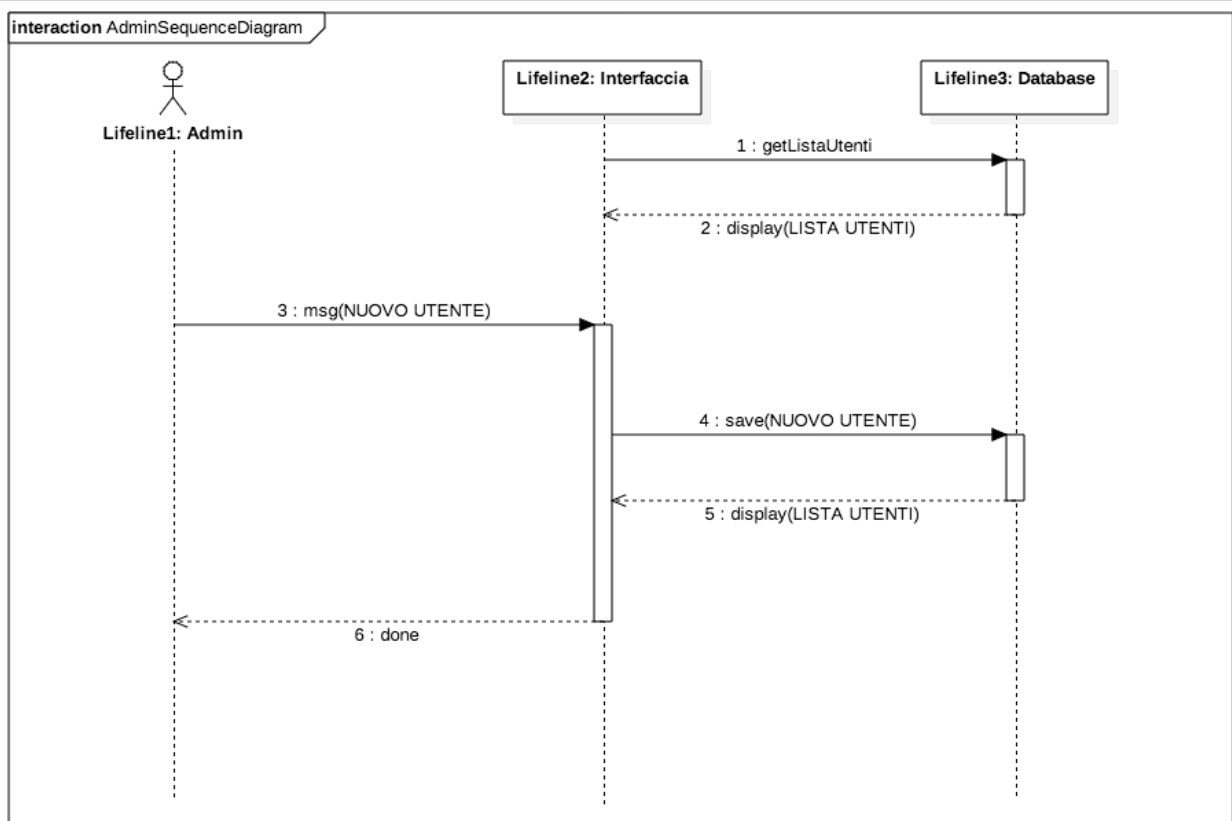 interaction AdminSequenceDiagram
Lifeline1: Admin
Lifeline2: Interfaccia
Lifeline3: Database
1 : getListaUtenti
2 : display(LISTA UTENTI)
3 : msg(NUOVO UTENTE)
4 : save(NUOVO UTENTE)
5 : display(LISTA UTENTI)
6 : done